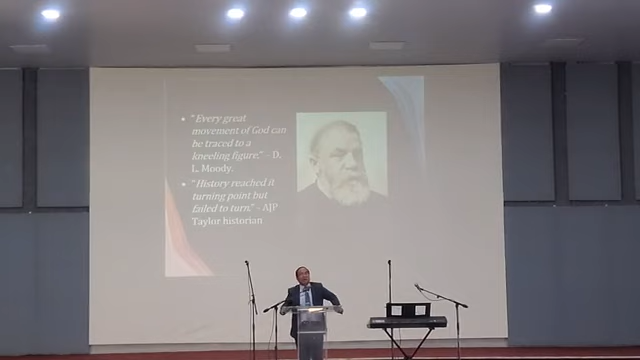 • "Every great
movement of God can
be traced to a
kneeling figure." - D.
L. Moody.
• "History reached it
turning point but
failed to turn." - AJP
Taylor historian